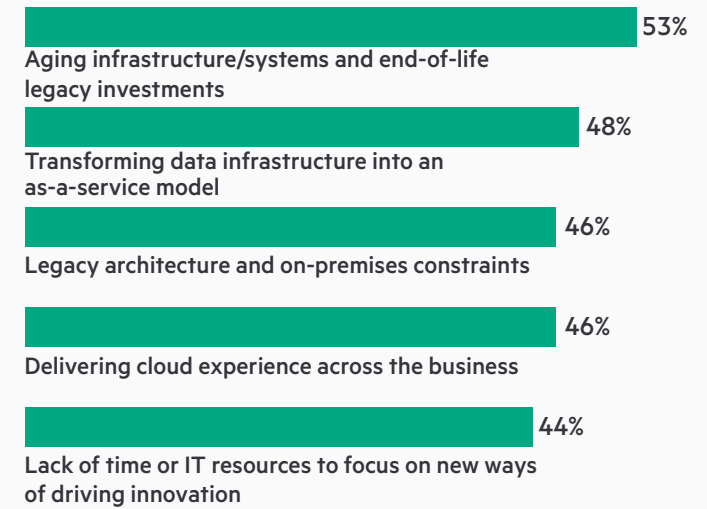 53%
Aging infrastructure/systems and end-of-life
legacy investments
48%
Transforming data infrastructure into an
as-a-service model
46%
Legacy architecture and on-premises constraints
46%
Delivering cloud experience across the business
44%
Lack of time or IT resources to focus on new ways
of driving innovation